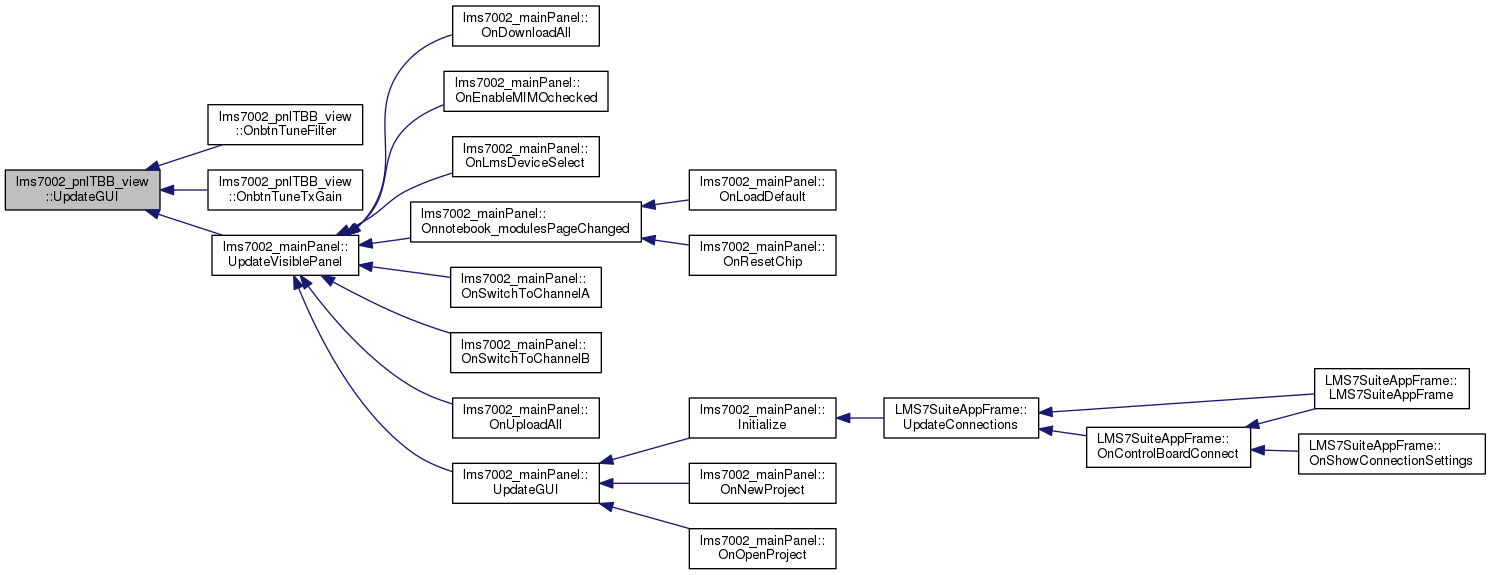 lms7002_pnlTBB_view
::UpdateGUI
lms7002_pnlTBB_view
::OnbtnTuneFilter
lms7002_pnlTBB_view
::OnbtnTuneTxGain
lms7002_mainPanel::
UpdateVisiblePanel
lms7002_mainPanel::
OnDownloadAll
lms7002_mainPanel::
OnEnableMIMOchecked
lms7002_mainPanel::
OnLmsDeviceSelect
lms7002_mainPanel::
Onnotebook_modulesPageChanged
lms7002_mainPanel::
OnLoadDefault
lms7002_mainPanel::
OnResetChip
lms7002_mainPanel::
OnSwitchToChannelA
lms7002_mainPanel::
OnSwitchToChannelB
lms7002_mainPanel::
OnUploadAll
lms7002_mainPanel::
UpdateGUI
lms7002_mainPanel::
Initialize
lms7002_mainPanel::
OnNewProject
lms7002_mainPanel::
OnOpenProject
LMS7SuiteAppFrame::
UpdateConnections
LMS7SuiteAppFrame::
OnControlBoardConnect
LMS7SuiteAppFrame::
LMS7SuiteAppFrame
LMS7SuiteAppFrame::
OnShowConnectionSettings